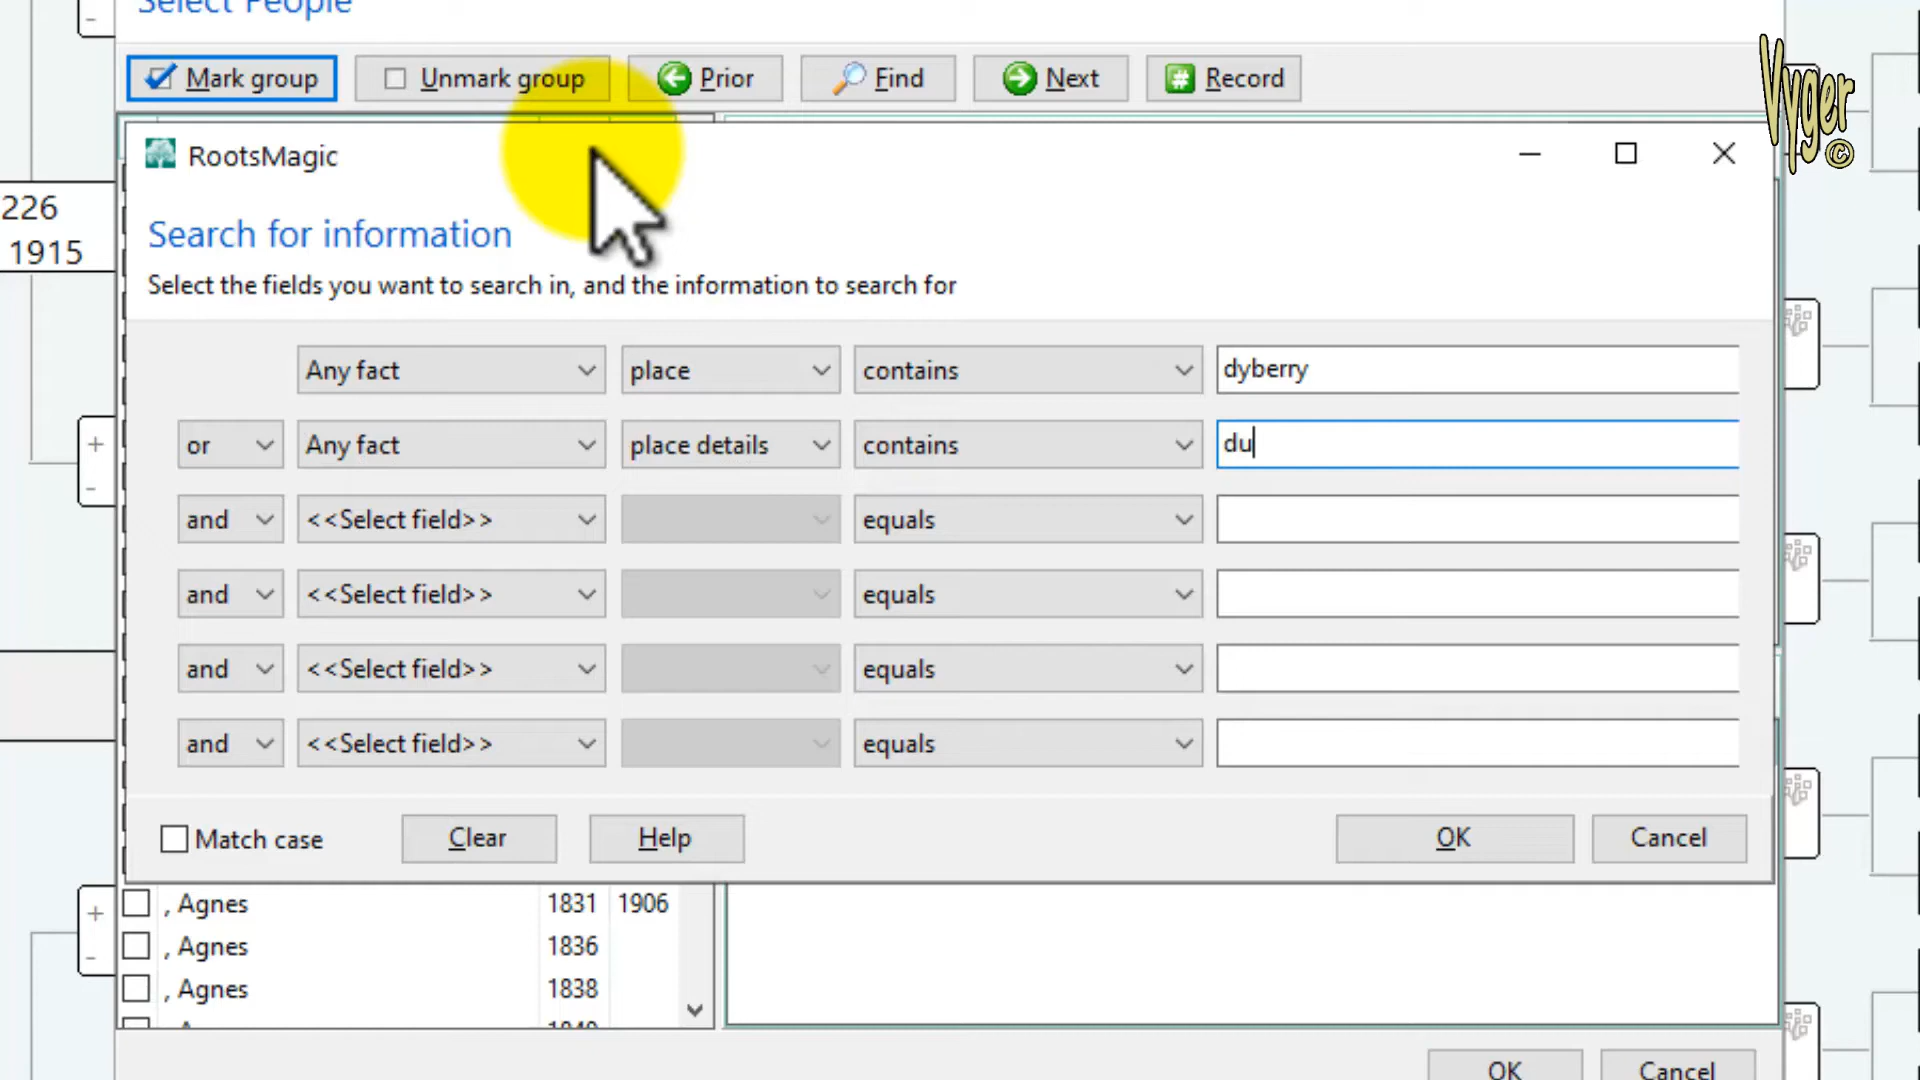 Select People
Mark group Unmark group Prior Find Next Record
Vyger ©
RootsMagic
226
1915
Search for information
Select the fields you want to search in, and the information to search for
Any fact place contains dyberry
or Any fact place details contains du
and <<Select field>> equals
and <<Select field>> equals
and <<Select field>> equals
and <<Select field>> equals
Match case Clear Help OK Cancel
, Agnes 1831 1906
, Agnes 1836
, Agnes 1838
OK Cancel